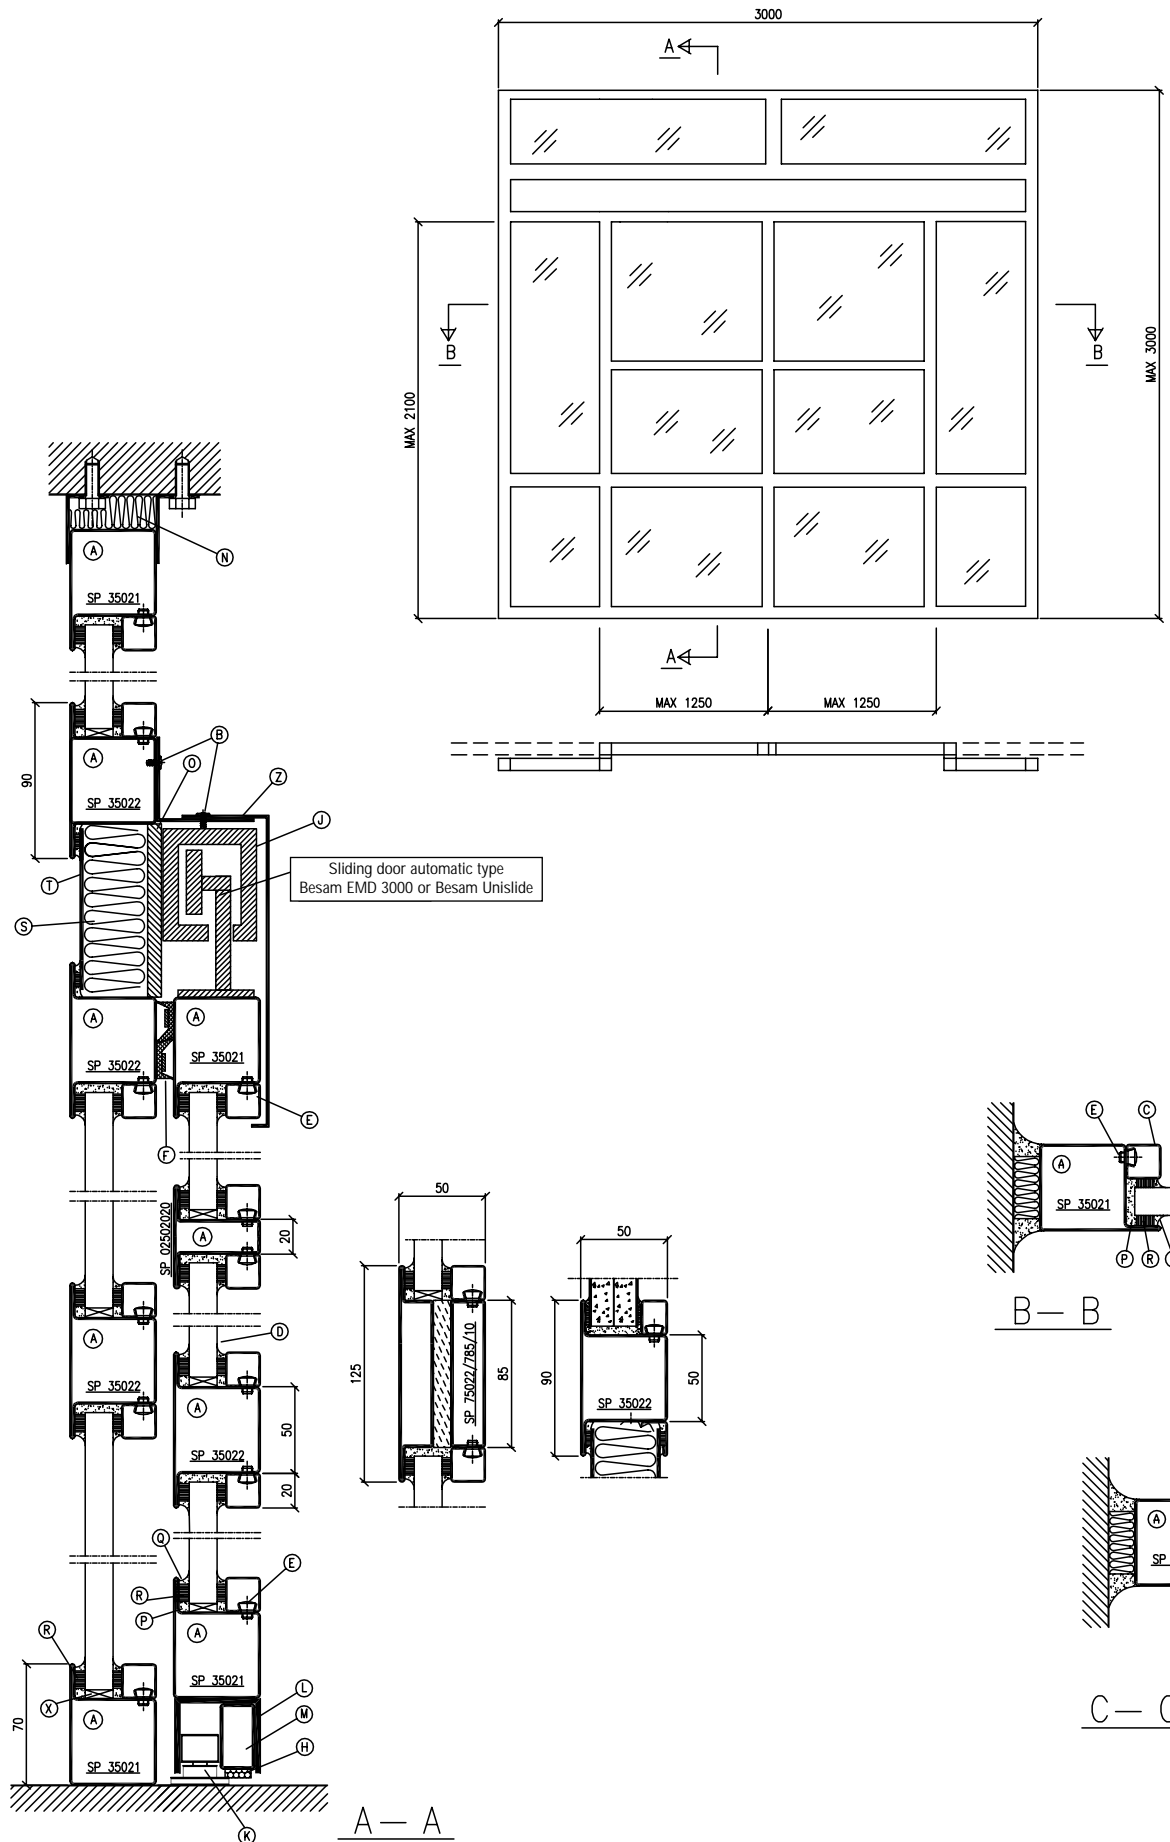 3000
A
MAX 2100
B
B
MAX 3000
A
MAX 1250
MAX 1250
N
A
SP 35021
B
O
Z
A
90
SP 35022
J
Sliding door automatic type
Besam EMD 3000 or Besam Unislide
T
S
A
A
SP 35022
SP 35021
E
F
SP 02502020
A
20
A
SP 35022
D
A
SP 35022
50
20
Q
E
R
P
A
SP 35021
R
X
A
70
SP 35021
L
M
H
K
A — A
50
125
SP 75022/785/10
85
50
90
50
SP 35022
E
C
A
SP 35021
P
R
B — B
A
SP